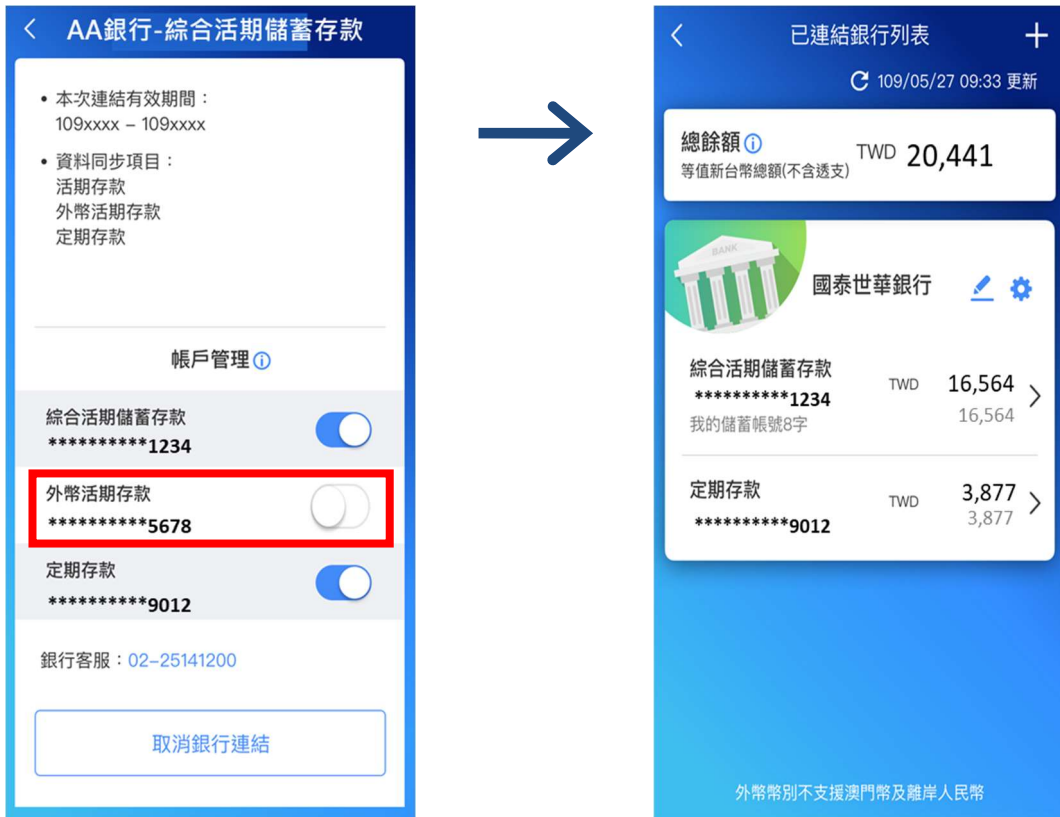 AA銀行-綜合活期儲蓄存款
• 本次連結有效期間：
109xxxx – 109xxxx
• 資料同步項目：
活期存款
外幣活期存款
定期存款
帳戶管理
綜合活期儲蓄存款
**********1234
外幣活期存款
**********5678
定期存款
**********9012
銀行客服：02-25141200
取消銀行連結
已連結銀行列表
109/05/27 09:33 更新
總餘額 TWD 20,441
等值新台幣總額(不含透支)
BANK
國泰世華銀行
綜合活期儲蓄存款 TWD 16,564
**********1234 16,564
我的儲蓄帳號8字
定期存款 TWD 3,877
**********9012 3,877
外幣幣別不支援澳門幣及離岸人民幣